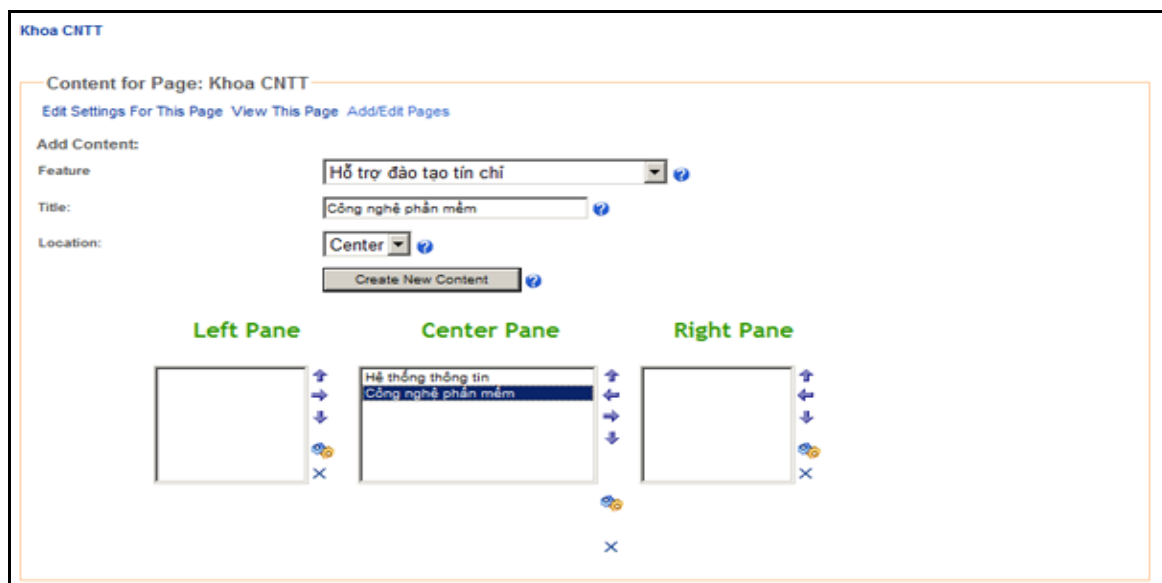 Khoa CNTT
Content for Page: Khoa CNTT
Edit Settings For This Page View This Page Add/Edit Pages
Add Content:
Feature Hỗ trợ đào tạo tín chỉ
Title: Công nghệ phần mềm
Location: Center
Create New Content
Left Pane Center Pane Right Pane
Hệ thống thông tin
Công nghệ phần mềm